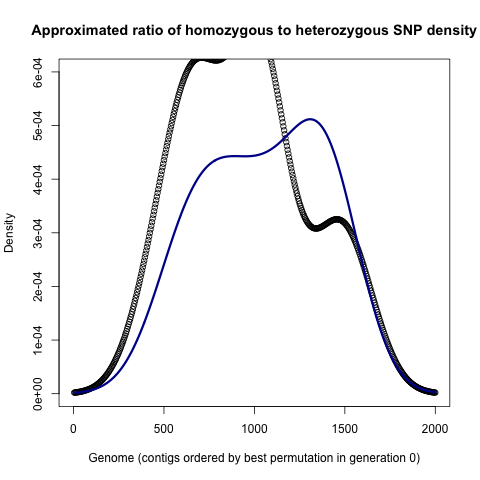 Approximated ratio of homozygous to heterozygous SNP density
6e-04
5e-04
4e-04
3e-04
2e-04
1e-04
0e+00
Density
0 500 1000 1500 2000
Genome (contigs ordered by best permutation in generation 0)